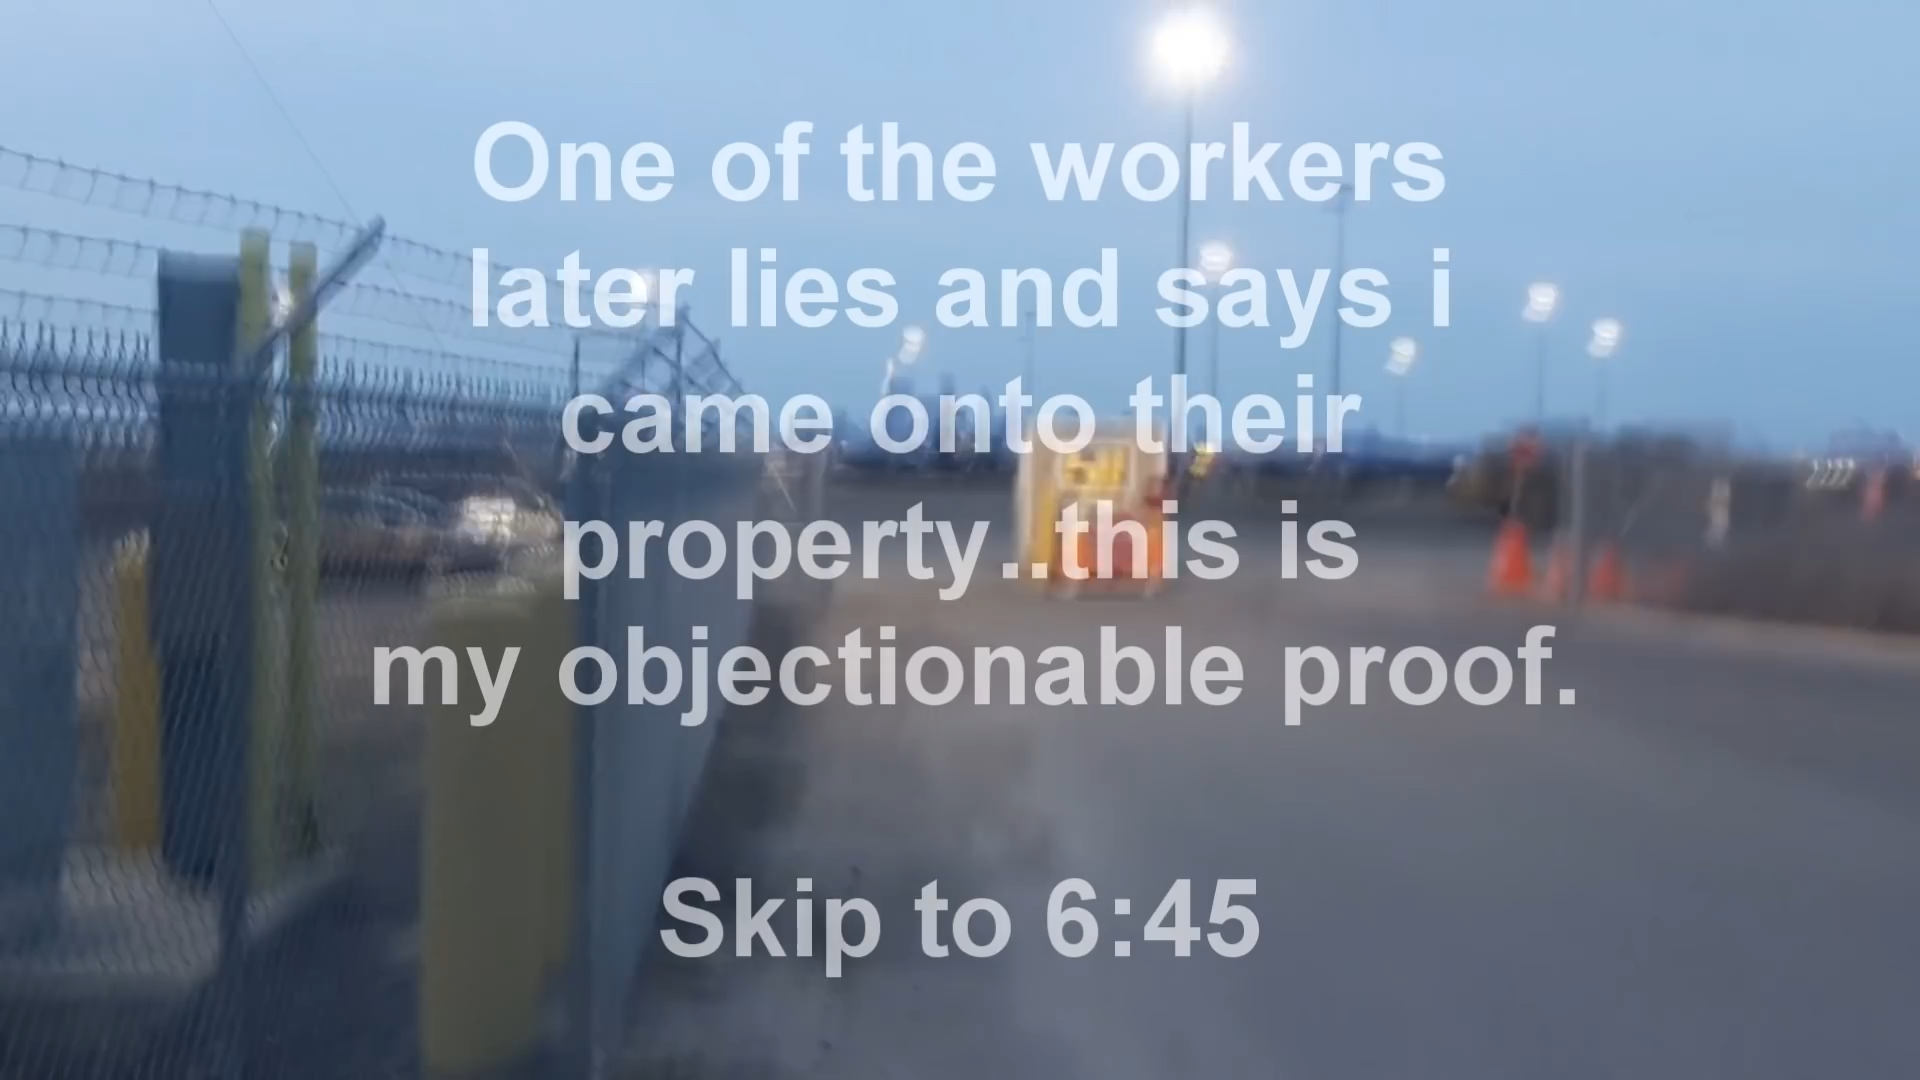 One of the workers
later lies and says i
came onto their
property..this is
my objectionable proof.
Skip to 6:45